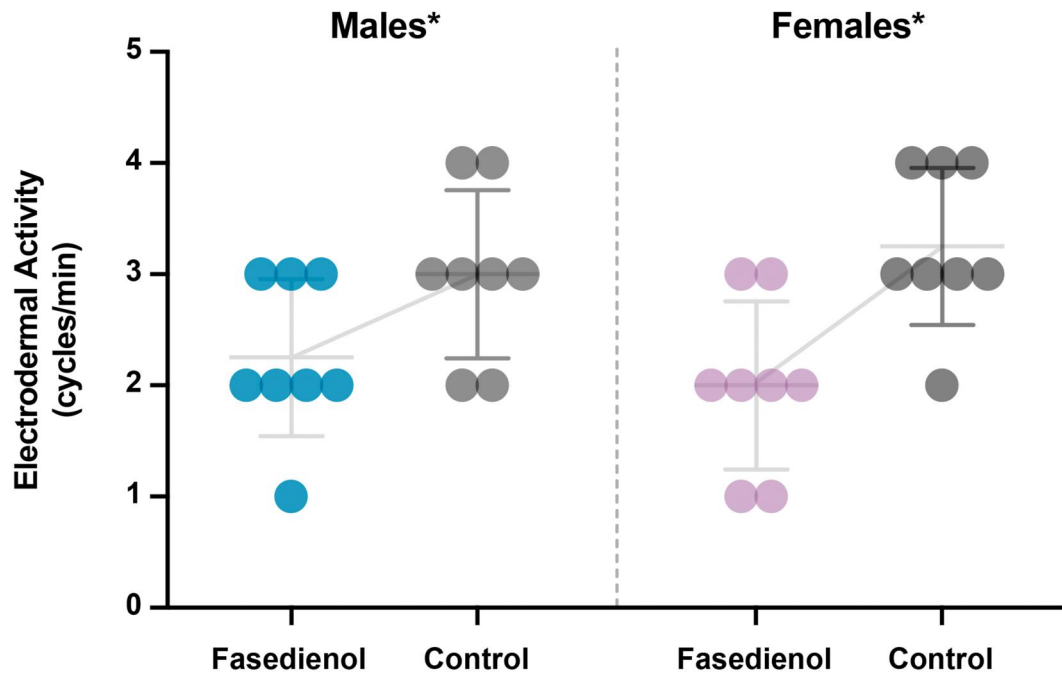 Males*
Females*
Electrodermal Activity
(cycles/min)
5
4
3
2
1
0
Fasedienol
Control
Fasedienol
Control